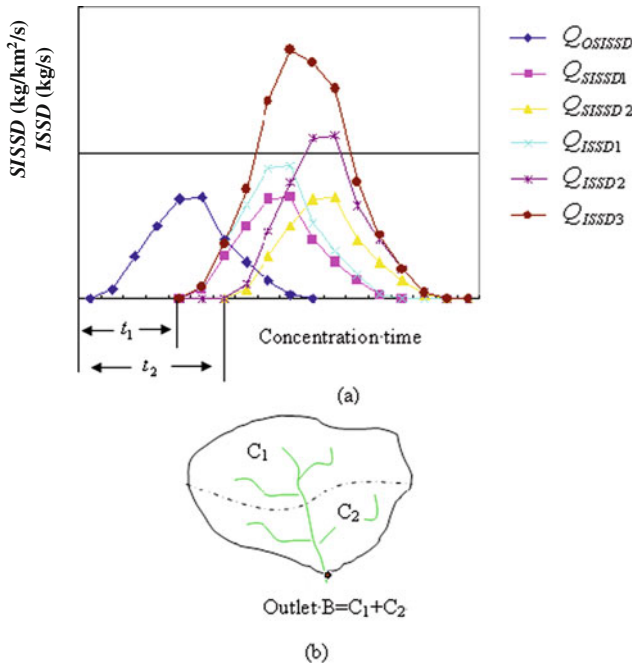 SISSD (kg/km²/s)
ISSD (kg/s)
Q_OSISSD
Q_SISSD1
Q_SISSD2
Q_ISSD1
Q_ISSD2
Q_ISSD3
t₁
Concentration·time
t₂
(a)
C₁
C₂
Outlet·B=C₁+C₂
(b)